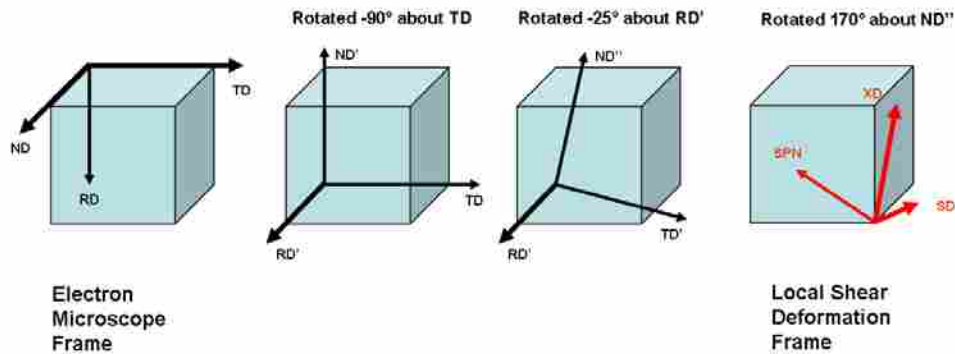 Rotated -90° about TD
Rotated -25° about RD'
Rotated 170° about ND"
TD
ND
RD
ND'
TD
RD'
ND"
TD'
RD'
XD
SPN
SD
Electron
Microscope
Frame
Local Shear
Deformation
Frame